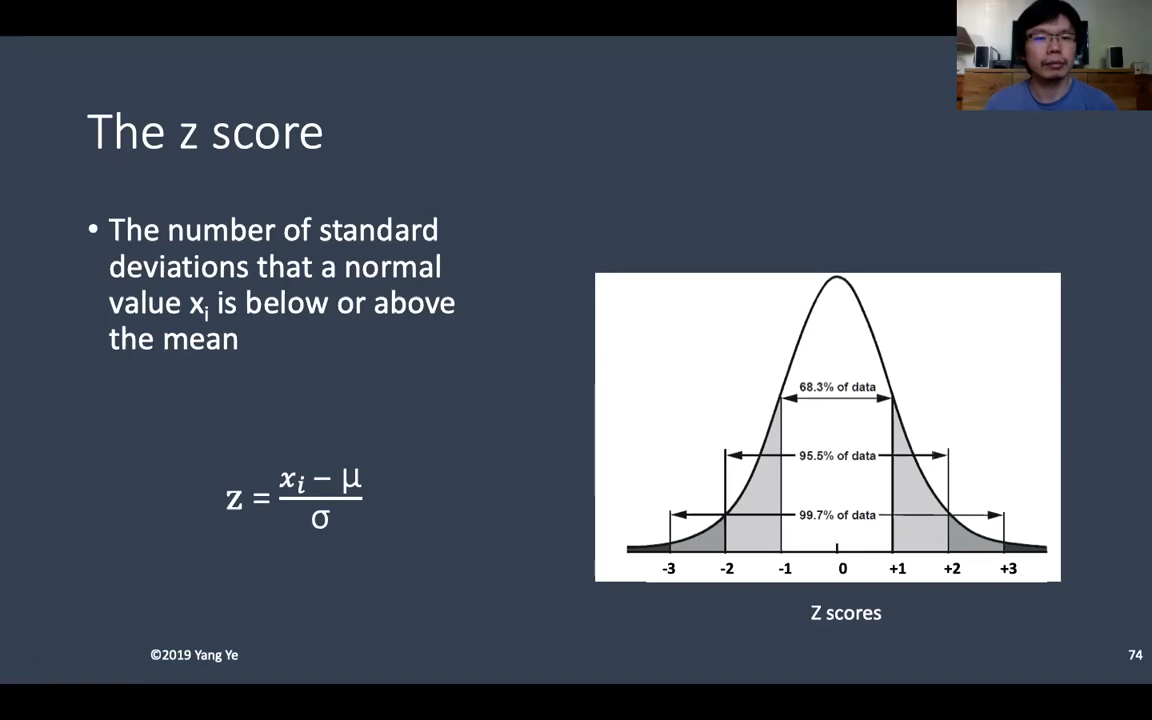 The z score
• The number of standard
deviations that a normal
value xᵢ is below or above
the mean
z = (xᵢ − µ) / σ
68.3% of data
95.5% of data
99.7% of data
-3 -2 -1 0 +1 +2 +3
Z scores
©2019 Yang Ye
74